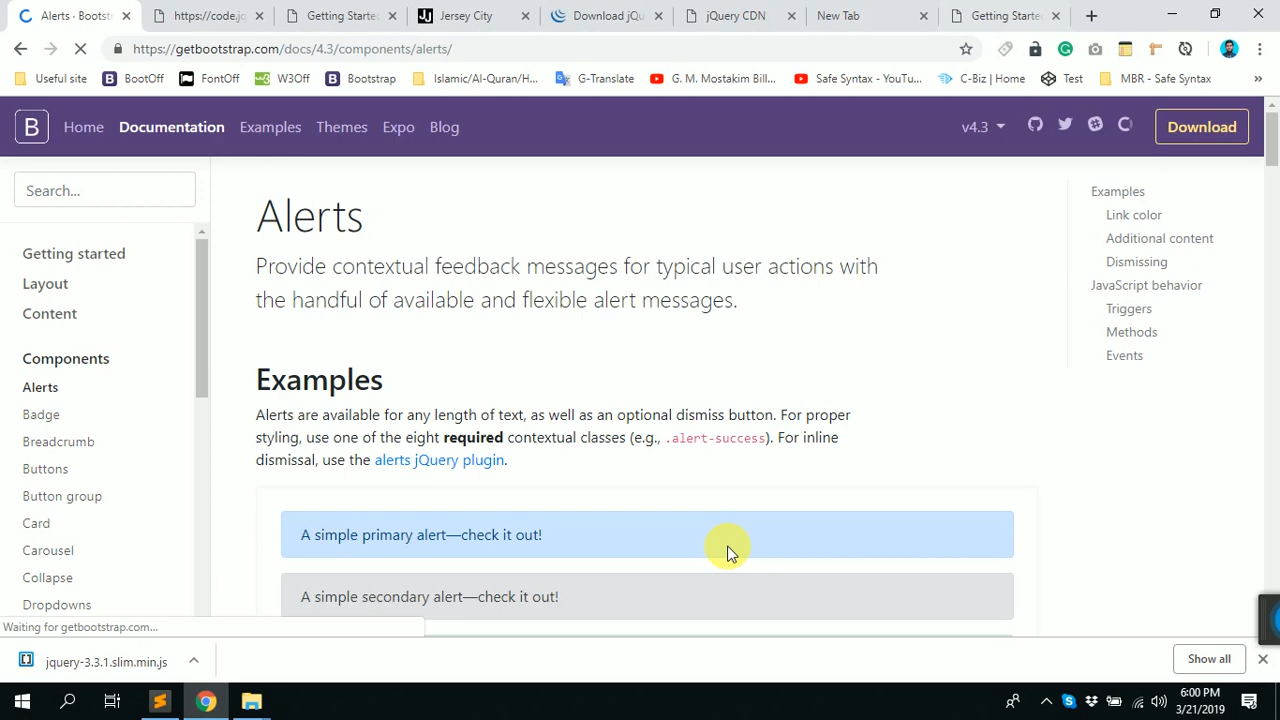 Alerts · Bootstrap
https://code.jq
Getting Starte
Jersey City
Download jQu
jQuery CDN
New Tab
Getting Starte
https://getbootstrap.com/docs/4.3/components/alerts/
Useful site
BootOff
FontOff
W3Off
Bootstrap
Islamic/Al-Quran/H...
G-Translate
G. M. Mostakim Bill...
Safe Syntax - YouTu...
C-Biz | Home
Test
MBR - Safe Syntax
»
B
Home
Documentation
Examples
Themes
Expo
Blog
v4.3
Download
Search...
Getting started
Layout
Content
Components
Alerts
Badge
Breadcrumb
Buttons
Button group
Card
Carousel
Collapse
Dropdowns
Alerts
Provide contextual feedback messages for typical user actions with
the handful of available and flexible alert messages.
Examples
Alerts are available for any length of text, as well as an optional dismiss button. For proper
styling, use one of the eight required contextual classes (e.g., .alert-success). For inline
dismissal, use the alerts jQuery plugin.
A simple primary alert—check it out!
A simple secondary alert—check it out!
Examples
Link color
Additional content
Dismissing
JavaScript behavior
Triggers
Methods
Events
Waiting for getbootstrap.com...
jquery-3.3.1.slim.min.js
Show all
6:00 PM
3/21/2019